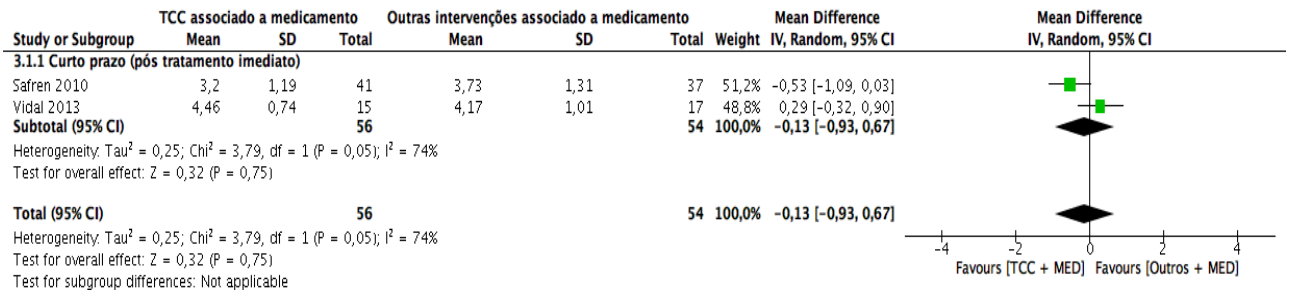 TCC associado a medicamento Outras intervenções associado a medicamento Mean Difference Mean Difference
Study or Subgroup Mean SD Total Mean SD Total Weight IV, Random, 95% CI IV, Random, 95% CI
3.1.1 Curto prazo (pós tratamento imediato)
Safren 2010 3,2 1,19 41 3,73 1,31 37 51,2% -0,53 [-1,09, 0,03]
Vidal 2013 4,46 0,74 15 4,17 1,01 17 48,8% 0,29 [-0,32, 0,90]
Subtotal (95% CI) 56 54 100,0% -0,13 [-0,93, 0,67]
Heterogeneity: Tau² = 0,25; Chi² = 3,79, df = 1 (P = 0,05); I² = 74%
Test for overall effect: Z = 0,32 (P = 0,75)
Total (95% CI) 56 54 100,0% -0,13 [-0,93, 0,67]
Heterogeneity: Tau² = 0,25; Chi² = 3,79, df = 1 (P = 0,05); I² = 74%
Test for overall effect: Z = 0,32 (P = 0,75)
Test for subgroup differences: Not applicable
-4 -2 0 2 4
Favours [TCC + MED] Favours [Outros + MED]